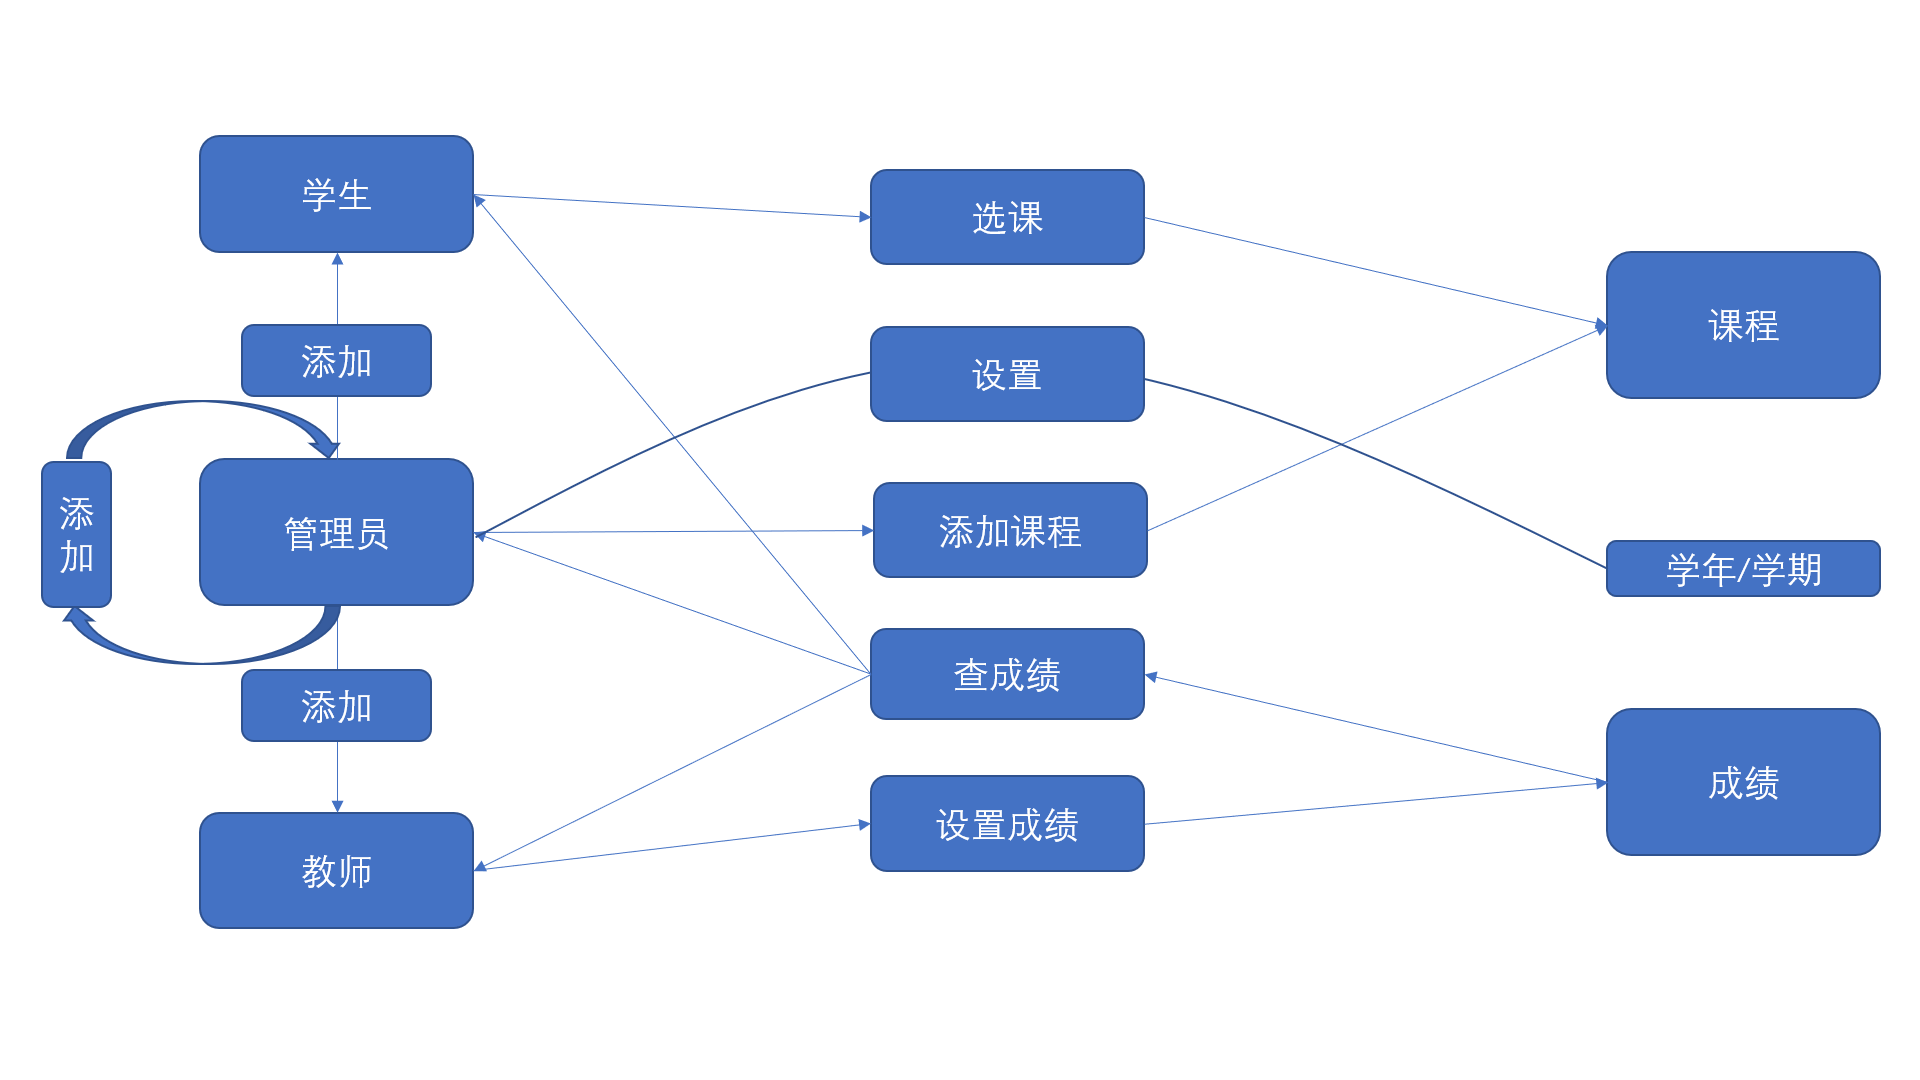 学生
选课
课程
添加
设置
添
加
管理员
添加课程
学年/学期
查成绩
添加
成绩
设置成绩
教师